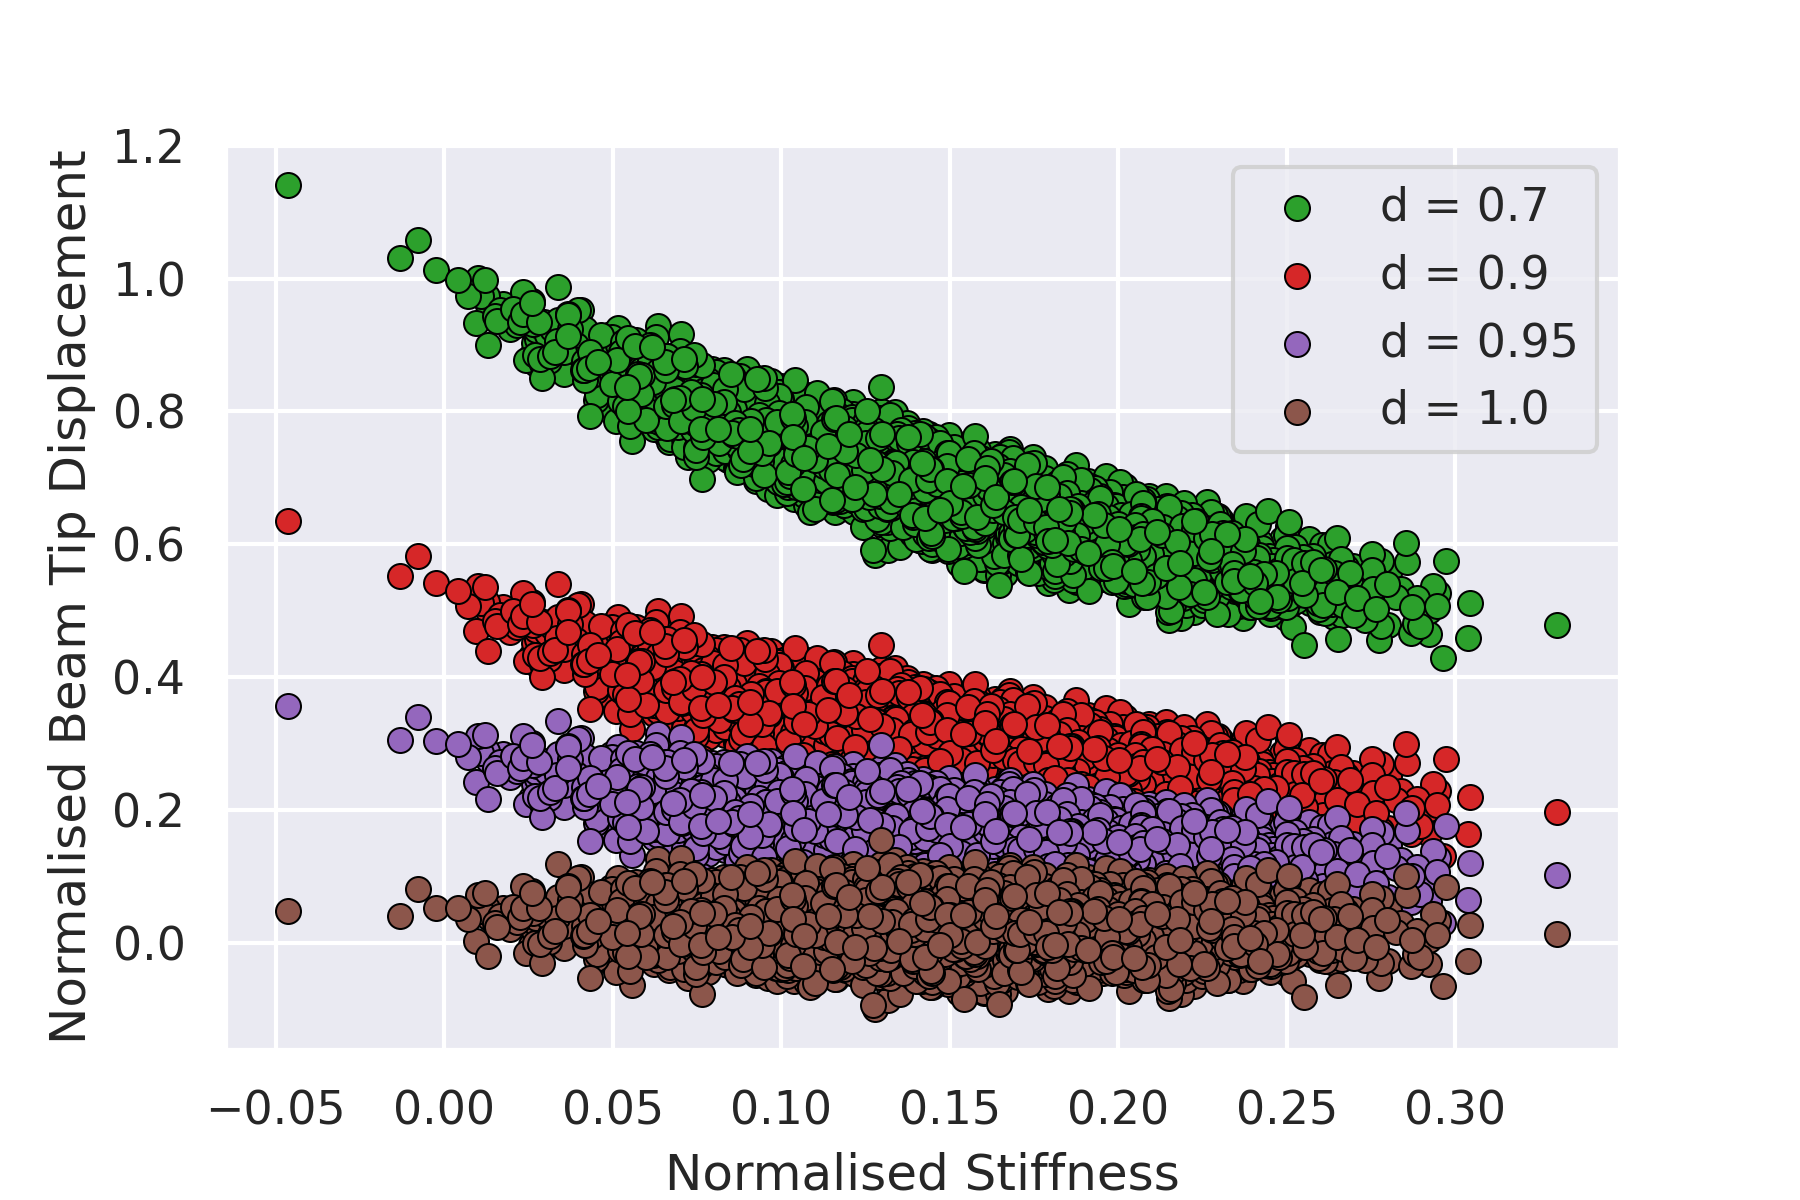 1.2
1.0
0.8
0.6
0.4
0.2
0.0
Normalised Beam Tip Displacement
d = 0.7
d = 0.9
d = 0.95
d = 1.0
−0.05 0.00 0.05 0.10 0.15 0.20 0.25 0.30
Normalised Stiffness